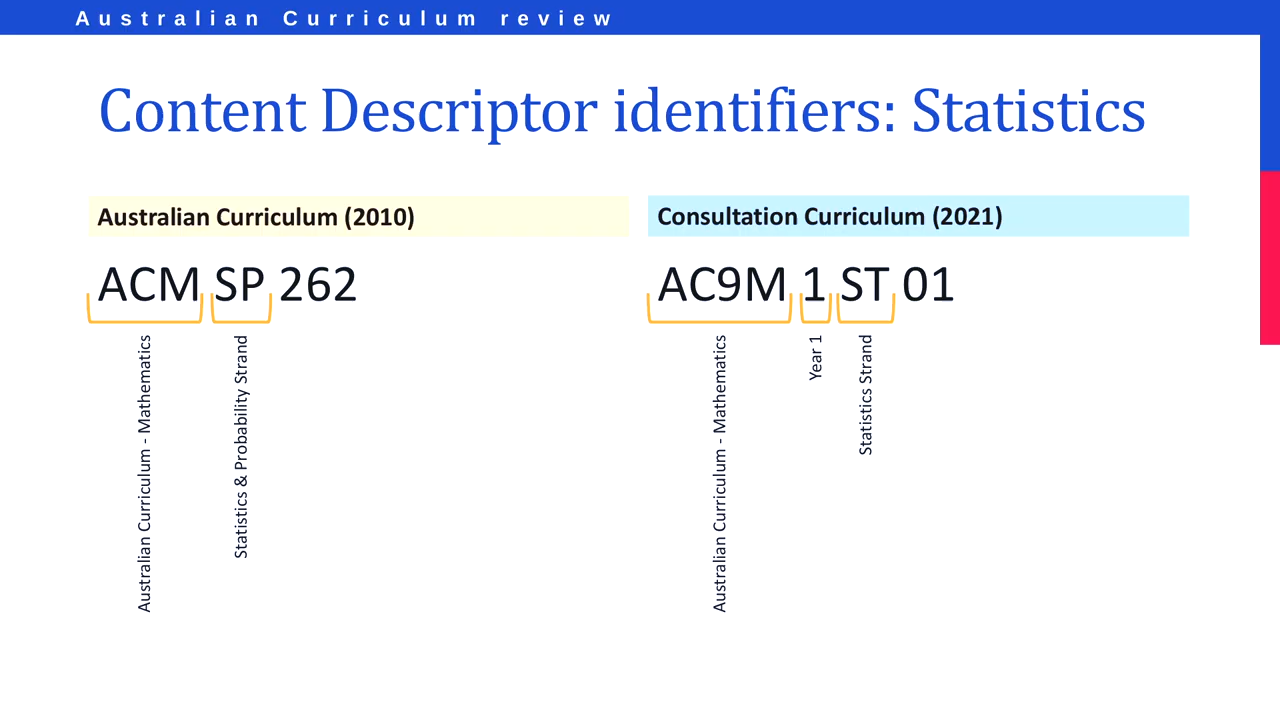 Australian Curriculum review
Content Descriptor identifiers: Statistics
Australian Curriculum (2010)
ACM SP 262
Australian Curriculum - Mathematics
Statistics & Probability Strand
Consultation Curriculum (2021)
AC9M 1 ST 01
Australian Curriculum - Mathematics
Year 1
Statistics Strand